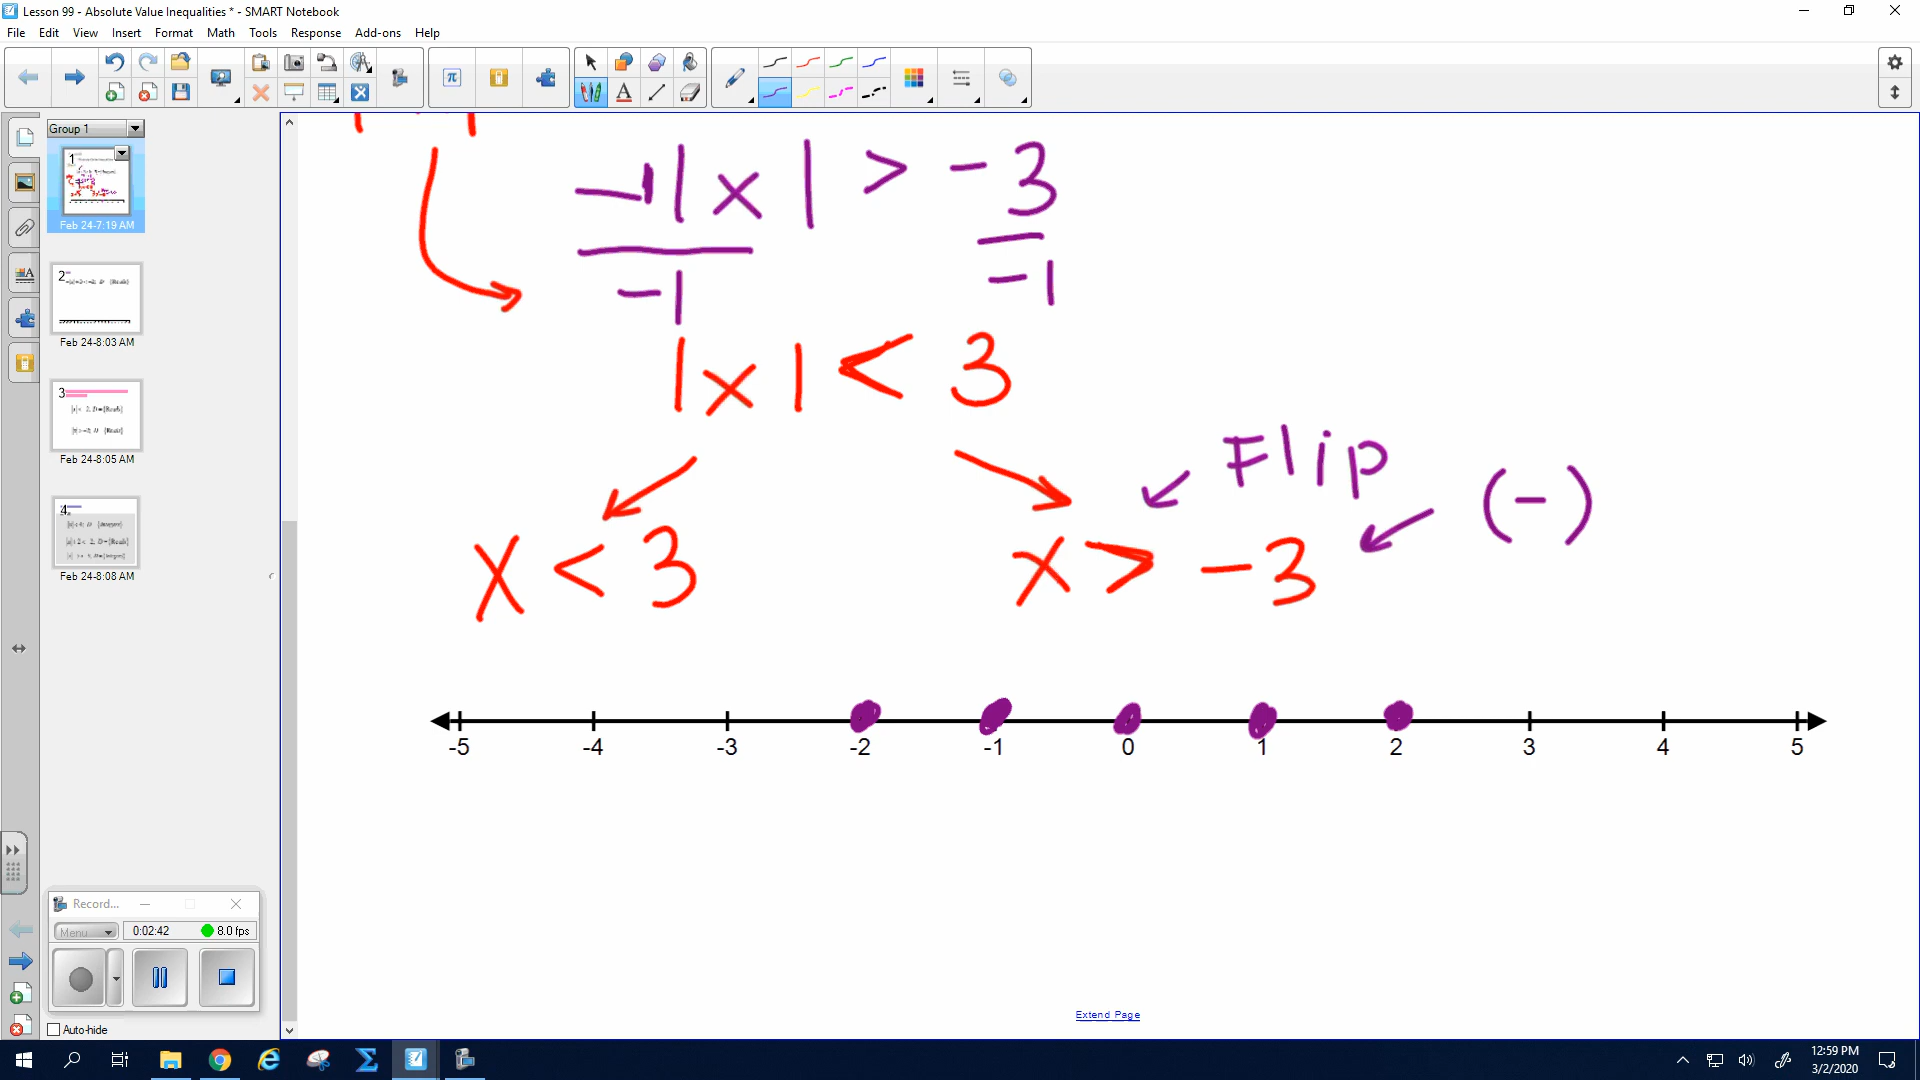 Lesson 99 - Absolute Value Inequalities * - SMART Notebook
File Edit View Insert Format Math Tools Response Add-ons Help
Group 1
1
Feb 24-7:19 AM
2
Feb 24-8:03 AM
3
Feb 24-8:05 AM
4
Feb 24-8:08 AM
-1|x| > -3
-1 -1
|x| < 3
Flip
(-)
x < 3 x > -3
-5 -4 -3 -2 -1 0 1 2 3 4 5
Extend Page
Record...
Menu 0:02:42 8.0 fps
Auto-hide
12:59 PM
3/2/2020